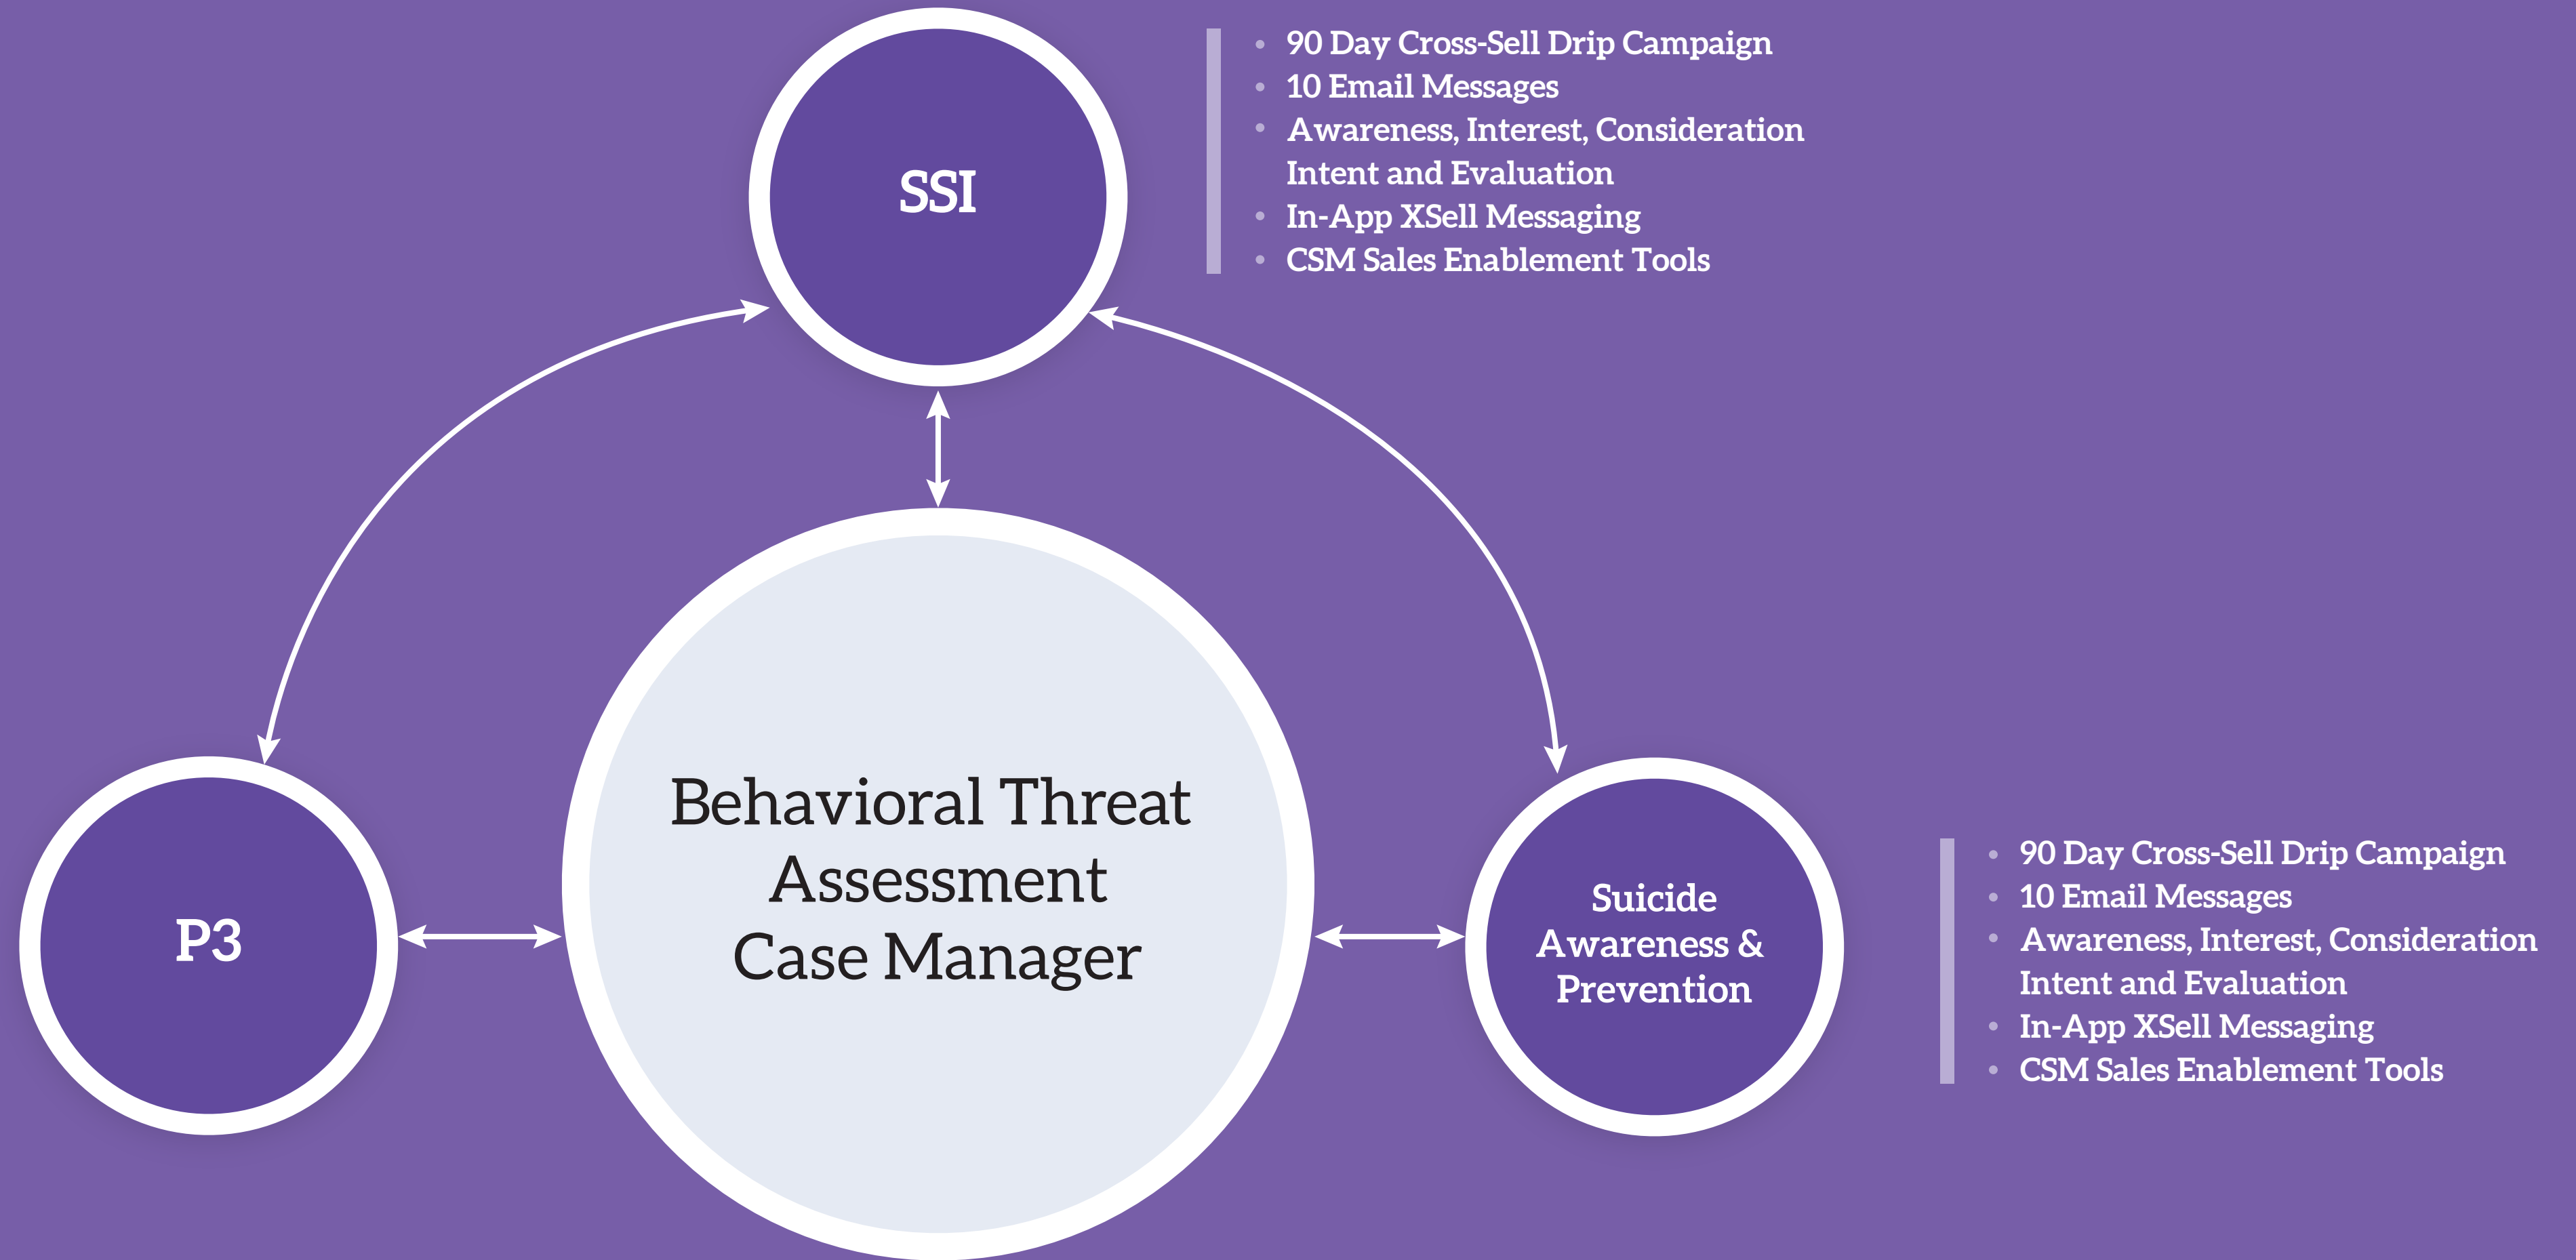 SSI
• 90 Day Cross-Sell Drip Campaign
• 10 Email Messages
• Awareness, Interest, Consideration
Intent and Evaluation
• In-App XSell Messaging
• CSM Sales Enablement Tools
P3
Behavioral Threat
Assessment
Case Manager
Suicide
Awareness &
Prevention
• 90 Day Cross-Sell Drip Campaign
• 10 Email Messages
• Awareness, Interest, Consideration
Intent and Evaluation
• In-App XSell Messaging
• CSM Sales Enablement Tools